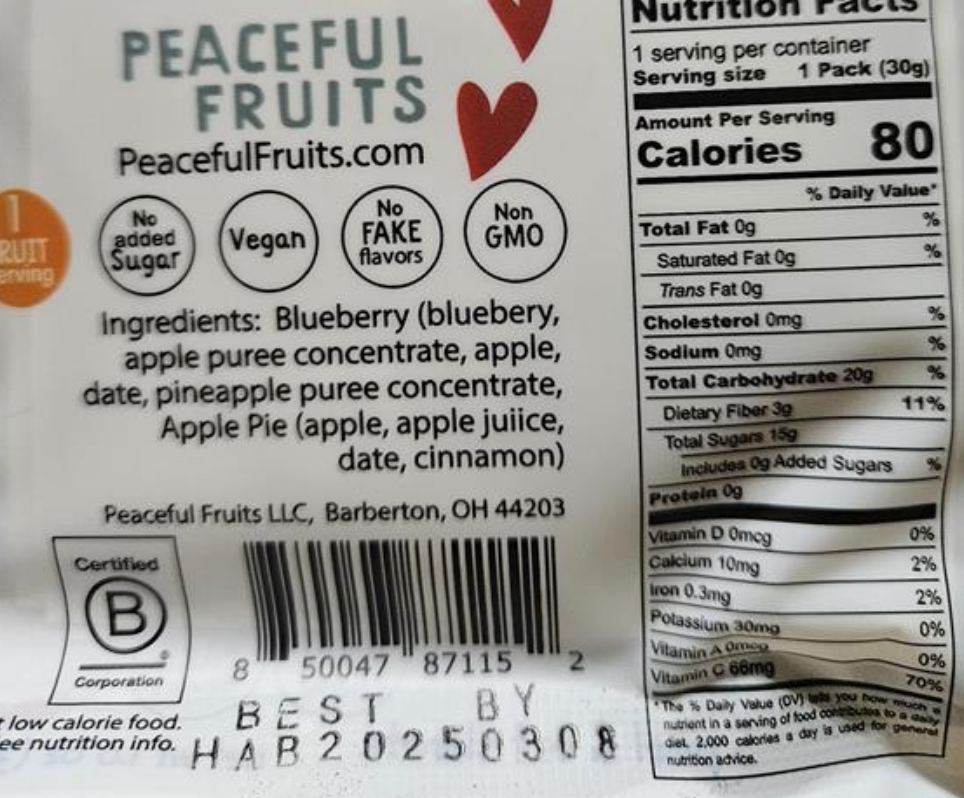 PEACEFUL
FRUITS
PeacefulFruits.com
1
RUIT
erving
No
added
Sugar
Vegan
No
FAKE
flavors
Non
GMO
Ingredients: Blueberry (bluebery,
apple puree concentrate, apple,
date, pineapple puree concentrate,
Apple Pie (apple, apple juiice,
date, cinnamon)
Peaceful Fruits LLC, Barberton, OH 44203
Certified
B
Corporation
8 50047 87115 2
low calorie food.
ee nutrition info.
BEST BY
HAB20250308
Nutrition Facts
1 serving per container
Serving size 1 Pack (30g)
Amount Per Serving
Calories 80
% Daily Value*
Total Fat 0g %
Saturated Fat 0g %
Trans Fat 0g
Cholesterol 0mg %
Sodium 0mg %
Total Carbohydrate 20g %
Dietary Fiber 3g 11%
Total Sugars 15g
Includes 0g Added Sugars %
Protein 0g
Vitamin D 0mcg 0%
Calcium 10mg 2%
Iron 0.3mg 2%
Potassium 30mg 0%
Vitamin A 0mcg 0%
Vitamin C 66mg 70%
*The % Daily Value (DV) tells you how much a
nutrient in a serving of food contributes to a daily
diet. 2,000 calories a day is used for general
nutrition advice.